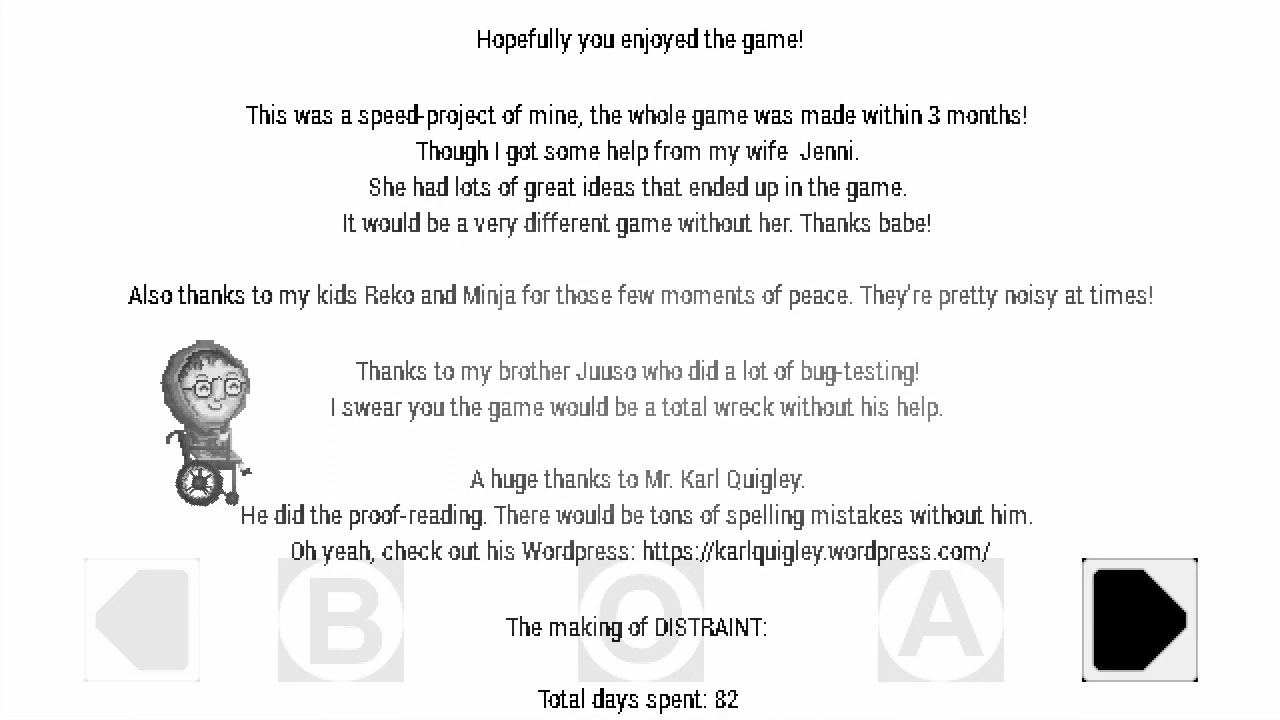 Hopefully you enjoyed the game!
This was a speed-project of mine, the whole game was made within 3 months!
Though I got some help from my wife  Jenni.
She had lots of great ideas that ended up in the game.
It would be a very different game without her. Thanks babe!
Also thanks to my kids Reko and Minja for those few moments of peace. They're pretty noisy at times!
Thanks to my brother Juuso who did a lot of bug-testing!
I swear you the game would be a total wreck without his help.
A huge thanks to Mr. Karl Quigley.
He did the proof-reading. There would be tons of spelling mistakes without him.
Oh yeah, check out his Wordpress: https://karlquigley.wordpress.com/
B O A
The making of DISTRAINT:
Total days spent: 82